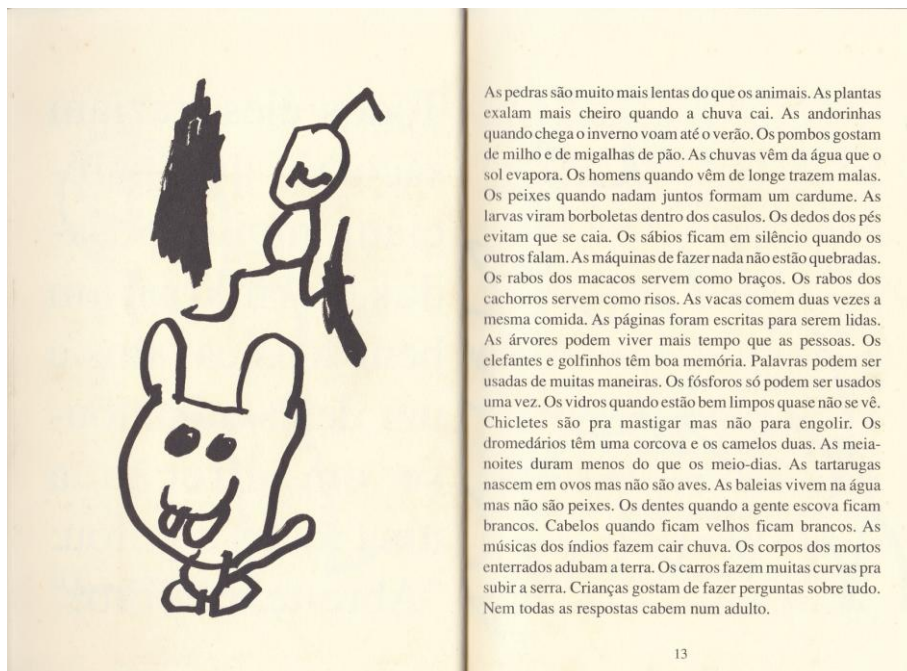 As pedras são muito mais lentas do que os animais. As plantas
exalam mais cheiro quando a chuva cai. As andorinhas
quando chega o inverno voam até o verão. Os pombos gostam
de milho e de migalhas de pão. As chuvas vêm da água que o
sol evapora. Os homens quando vêm de longe trazem malas.
Os peixes quando nadam juntos formam um cardume. As
larvas viram borboletas dentro dos casulos. Os dedos dos pés
evitam que se caia. Os sábios ficam em silêncio quando os
outros falam. As máquinas de fazer nada não estão quebradas.
Os rabos dos macacos servem como braços. Os rabos dos
cachorros servem como risos. As vacas comem duas vezes a
mesma comida. As páginas foram escritas para serem lidas.
As árvores podem viver mais tempo que as pessoas. Os
elefantes e golfinhos têm boa memória. Palavras podem ser
usadas de muitas maneiras. Os fósforos só podem ser usados
uma vez. Os vidros quando estão bem limpos quase não se vê.
Chicletes são pra mastigar mas não para engolir. Os
dromedários têm uma corcova e os camelos duas. As meia-
noites duram menos do que os meio-dias. As tartarugas
nascem em ovos mas não são aves. As baleias vivem na água
mas não são peixes. Os dentes quando a gente escova ficam
brancos. Cabelos quando ficam velhos ficam brancos. As
músicas dos índios fazem cair chuva. Os corpos dos mortos
enterrados adubam a terra. Os carros fazem muitas curvas pra
subir a serra. Crianças gostam de fazer perguntas sobre tudo.
Nem todas as respostas cabem num adulto.
13